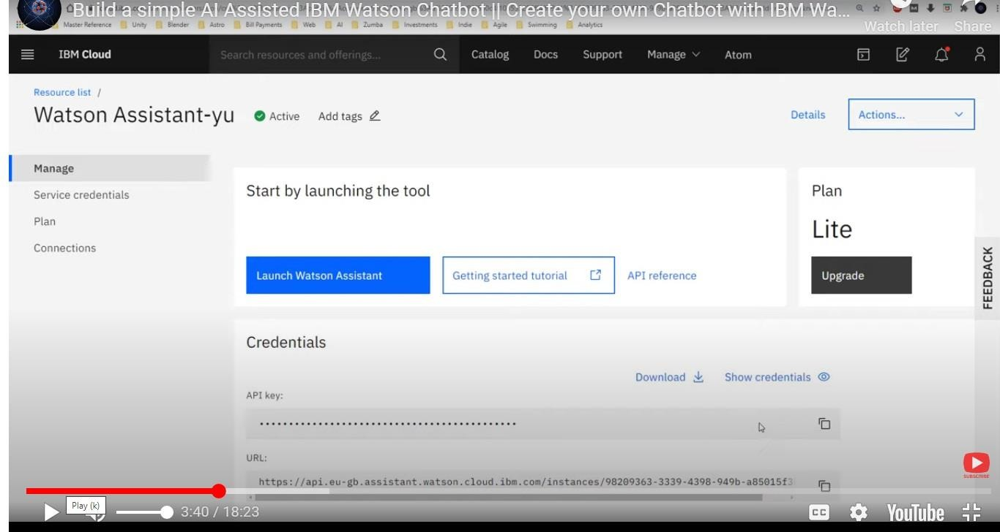 Build a simple AI Assisted IBM Watson Chatbot || Create your own Chatbot with IBM Wa...
Master Reference Unity Blender Astro Bill Payments Web AI Zumba Investments Indie Agile Swimming Analytics
Watch later Share
IBM Cloud Search resources and offerings... Catalog Docs Support Manage Atom
Resource list /
Watson Assistant-yu Active Add tags Details Actions...
Manage
Service credentials
Plan
Connections
Start by launching the tool
Launch Watson Assistant Getting started tutorial API reference
Plan
Lite
Upgrade
FEEDBACK
Credentials
Download Show credentials
API key:
••••••••••••••••••••••••••••••••••••••••••••
URL:
https://api.eu-gb.assistant.watson.cloud.ibm.com/instances/98209363-3339-4398-949b-a85015f3
SUBSCRIBE
Play (k)
3:40 / 18:23 CC YouTube